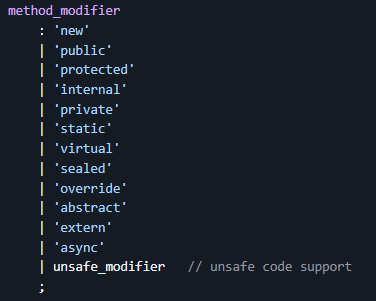 method_modifier
    : 'new'
    | 'public'
    | 'protected'
    | 'internal'
    | 'private'
    | 'static'
    | 'virtual'
    | 'sealed'
    | 'override'
    | 'abstract'
    | 'extern'
    | 'async'
    | unsafe_modifier   // unsafe code support
    ;